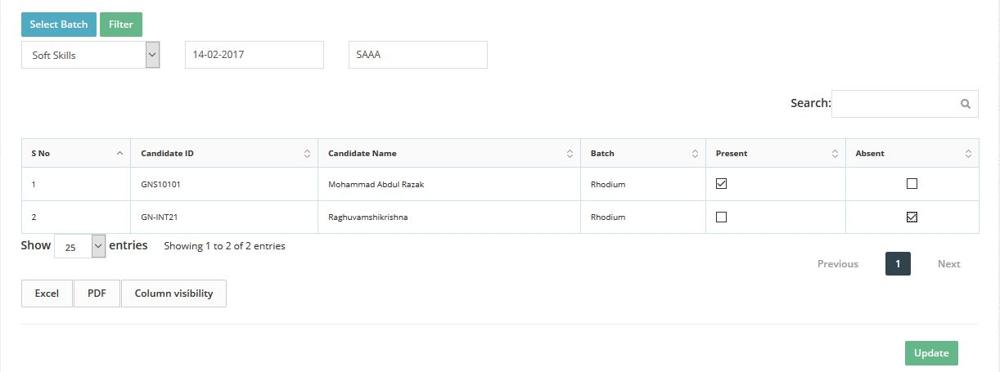 Select Batch Filter
Soft Skills 14-02-2017 SAAA
Search:
S No Candidate ID Candidate Name Batch Present Absent
1 GNS10101 Mohammad Abdul Razak Rhodium
2 GN-INT21 Raghuvamshikrishna Rhodium
Show 25 entries Showing 1 to 2 of 2 entries
Previous 1 Next
Excel PDF Column visibility
Update